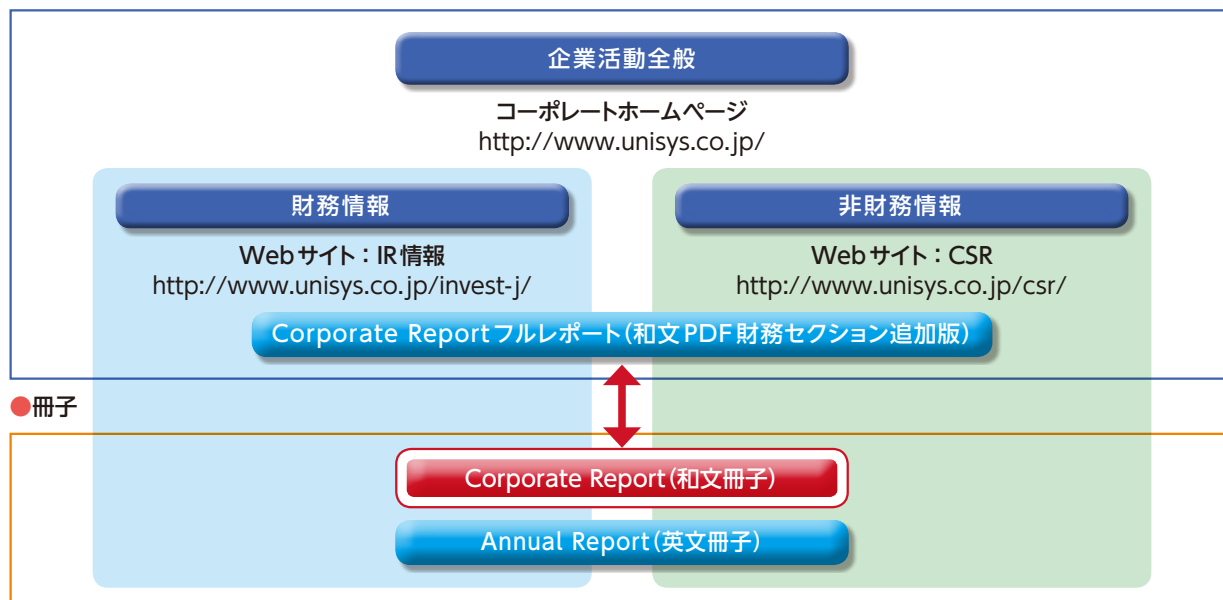 企業活動全般
コーポレートホームページ
http://www.unisys.co.jp/
財務情報
Webサイト：IR情報
http://www.unisys.co.jp/invest-j/
非財務情報
Webサイト：CSR
http://www.unisys.co.jp/csr/
Corporate Reportフルレポート（和文PDF財務セクション追加版）
●冊子
Corporate Report（和文冊子）
Annual Report（英文冊子）